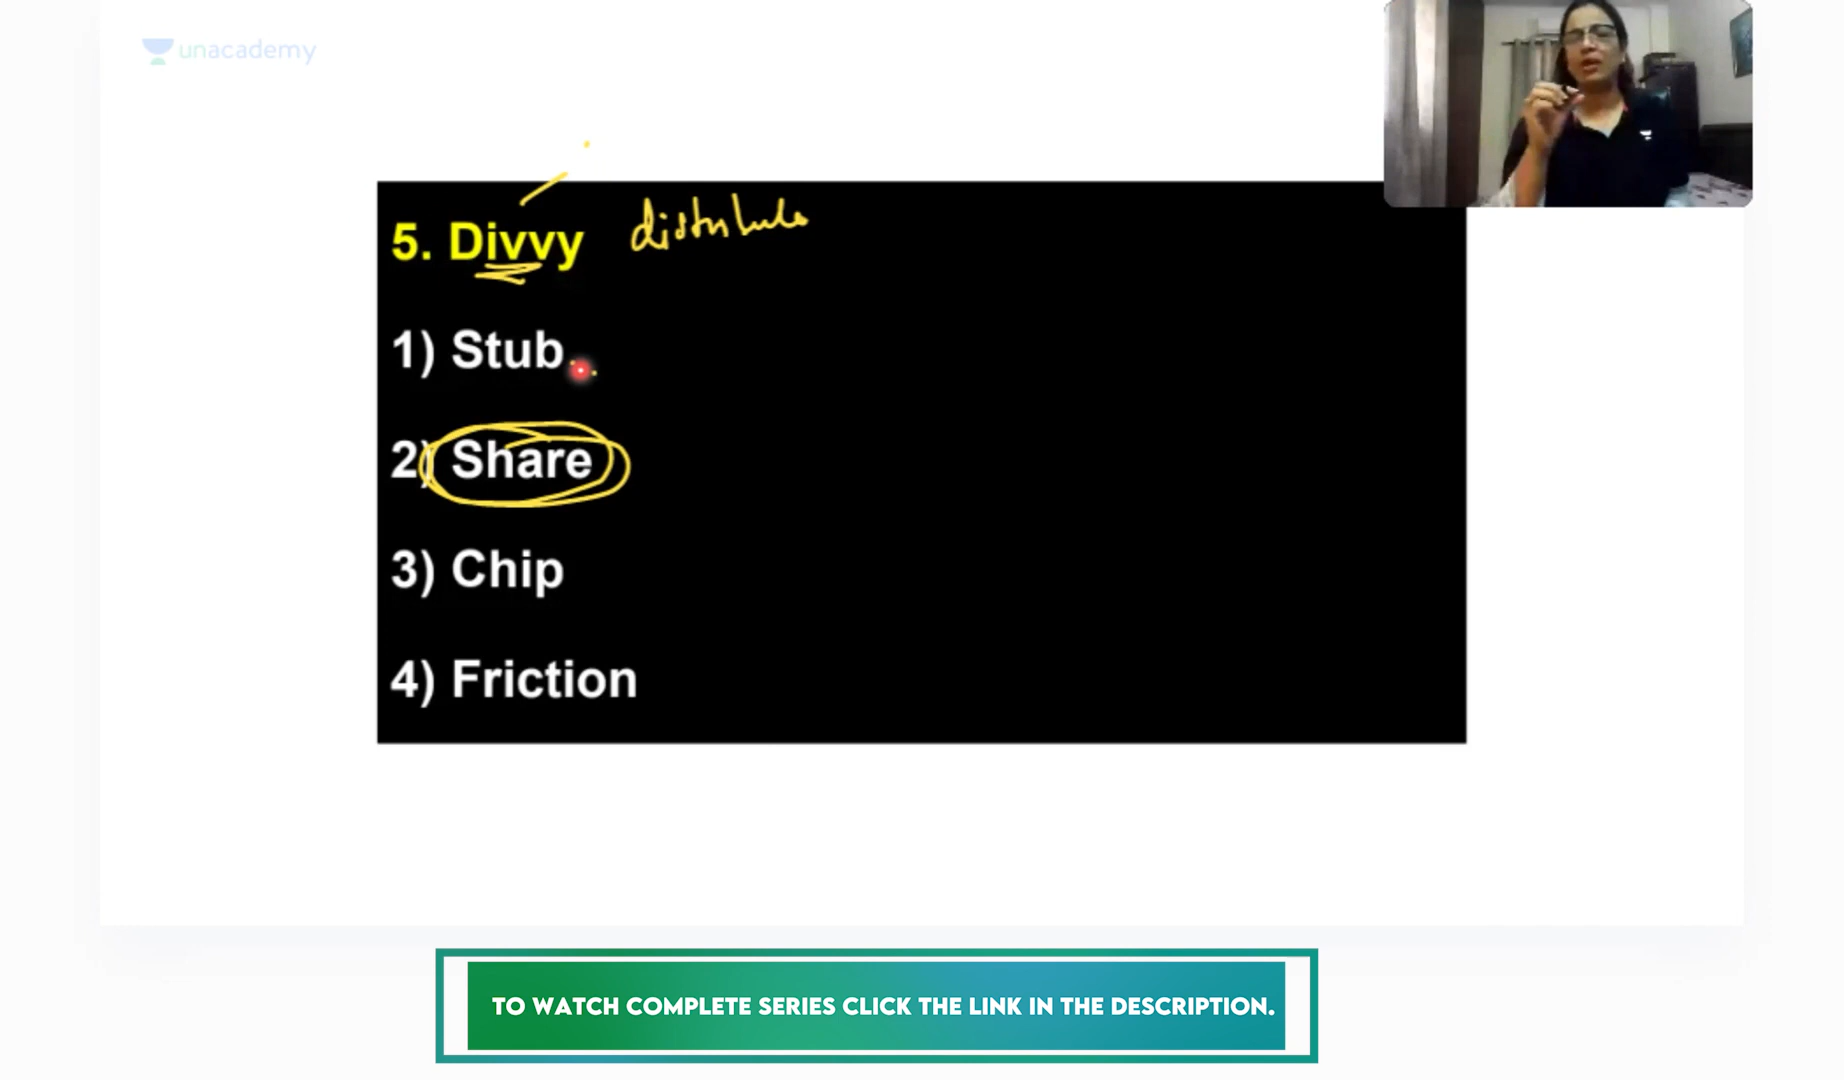 unacademy
5. Divvy distribute
1) Stub
2) Share
3) Chip
4) Friction
TO WATCH COMPLETE SERIES CLICK THE LINK IN THE DESCRIPTION.